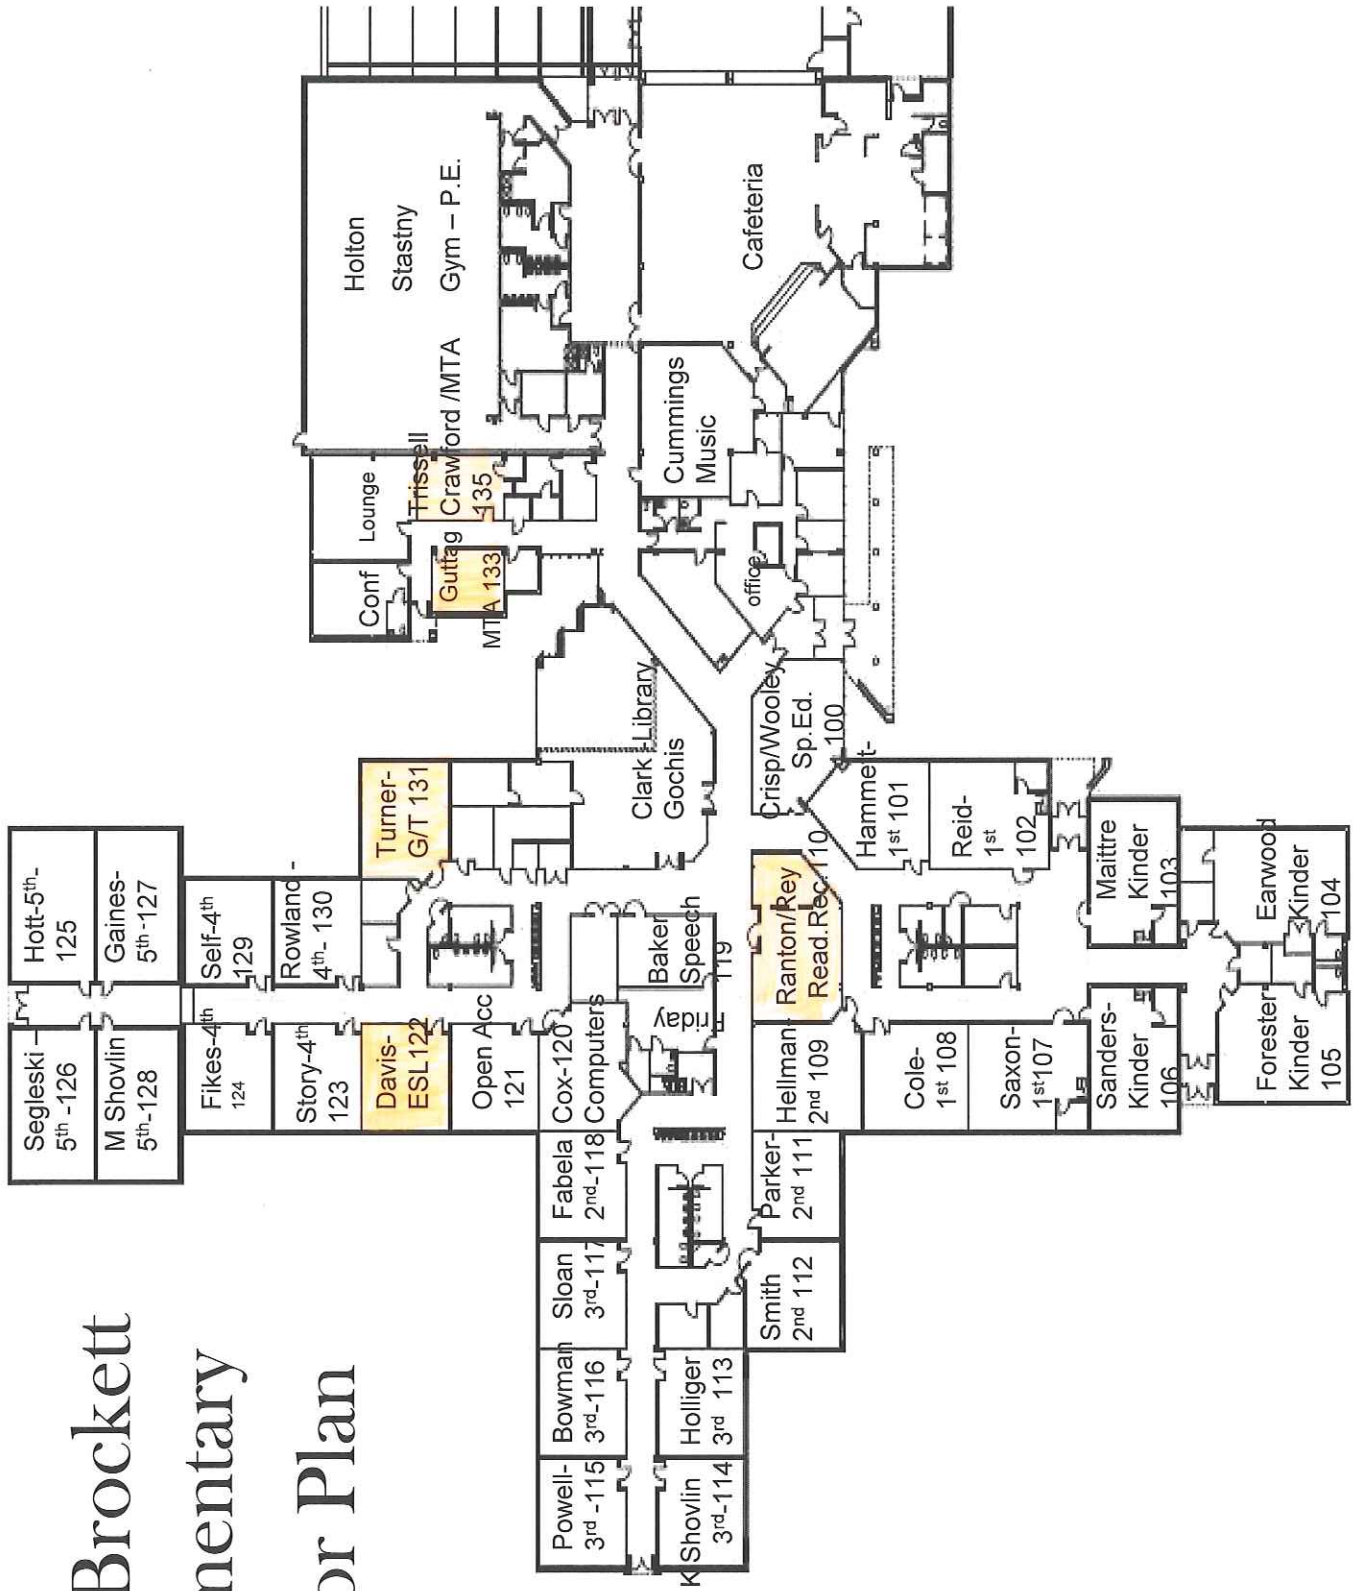 Brockett
mentary
or Plan
Segleski –
5th -126
M Shovlin
5th-128
Hott-5th-
125
Gaines-
5th -127
Fikes-4th
124
Self-4th
129
Story-4th
123
Rowland -
4th- 130
Davis-
ESL122
Turner-
G/T 131
Open Acc
121
Cox-120
Computers
Friday
Baker
Speech
119
Clark -Library
Gochis
Conf
Lounge
Guttag
MTA 133
Trissell
Crawford /MTA
135
Holton
Stastny
Gym – P.E.
Cummings
Music
Cafeteria
office
Crisp/Wooley
Sp.Ed.
100
Powell-
3rd -115
Bowman
3rd-116
Sloan
3rd-117
Fabela
2nd-118
K Shovlin
3rd-114
Holliger
3rd 113
Smith
2nd 112
Parker-
2nd 111
Hellman-
2nd 109
Ranton/Rey
Read.Rec. 110
Hammett-
1st 101
Cole-
1st 108
Reid-
1st
102
Saxon-
1st107
Sanders-
Kinder
106
Maittre
Kinder
103
Forester-
Kinder
105
Earwood
Kinder
104